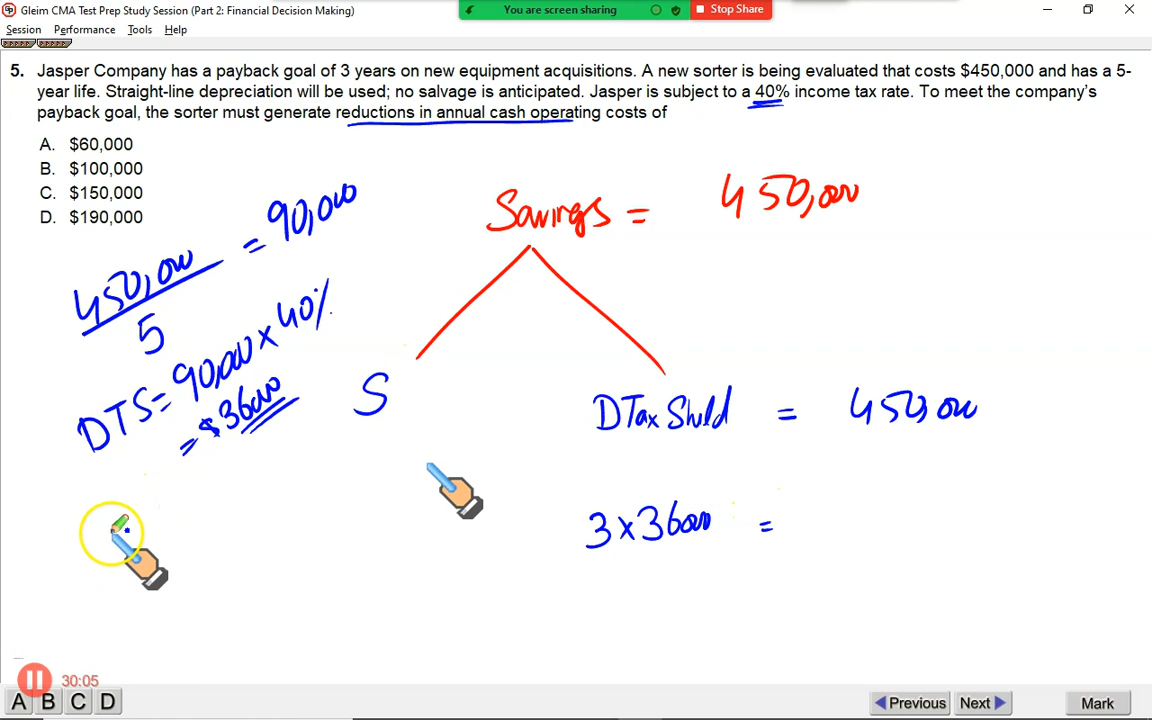 Gleim CMA Test Prep Study Session (Part 2: Financial Decision Making)
You are screen sharing
Stop Share
Session Performance Tools Help
5. Jasper Company has a payback goal of 3 years on new equipment acquisitions. A new sorter is being evaluated that costs $450,000 and has a 5-
year life. Straight-line depreciation will be used; no salvage is anticipated. Jasper is subject to a 40% income tax rate. To meet the company's
payback goal, the sorter must generate reductions in annual cash operating costs of
A. $60,000
B. $100,000
C. $150,000
D. $190,000
Savings = 450,000
450,000 = 90,000
5
DTS = 90,000 x 40%
= $36000
S
DTax Shild = 450,000
3 x 36000 =
30:05
A B C D
Previous Next Mark